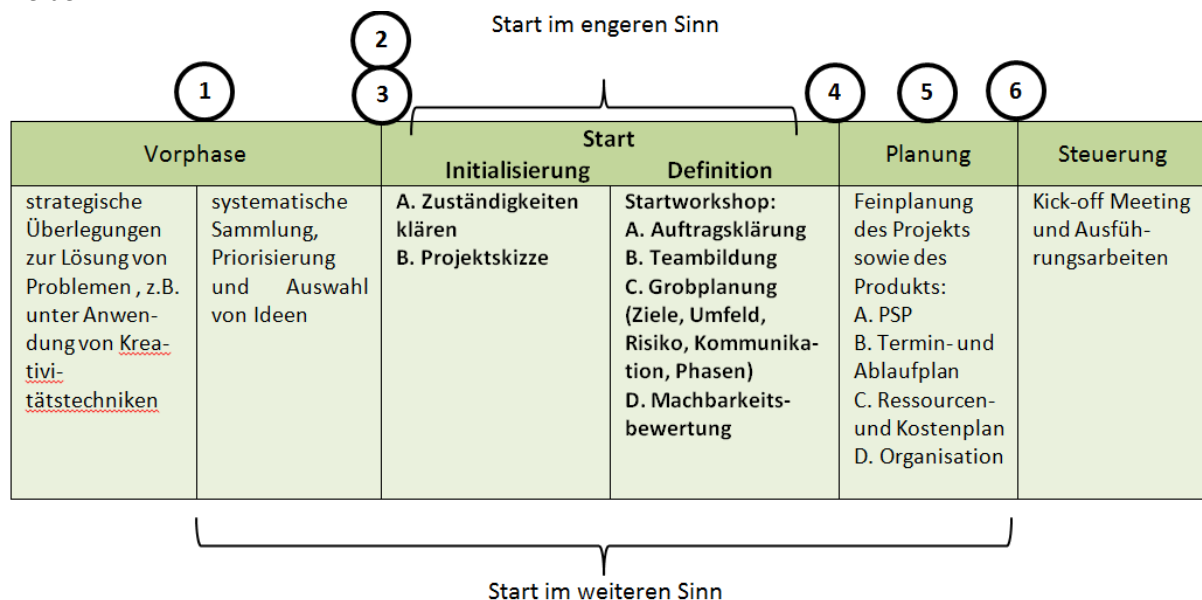 Start im engeren Sinn
2
1
3
4
5
6
Vorphase
Start
Initialisierung Definition
Planung
Steuerung
strategische
Überlegungen
zur Lösung von
Problemen , z.B.
unter Anwen-
dung von Krea-
tivi-
tätstechniken
systematische
Sammlung,
Priorisierung
und Auswahl
von Ideen
A. Zuständigkeiten
klären
B. Projektskizze
Startworkshop:
A. Auftragsklärung
B. Teambildung
C. Grobplanung
(Ziele, Umfeld,
Risiko, Kommunika-
tion, Phasen)
D. Machbarkeits-
bewertung
Feinplanung
des Projekts
sowie des
Produkts:
A. PSP
B. Termin- und
Ablaufplan
C. Ressourcen-
und Kostenplan
D. Organisation
Kick-off Meeting
und Ausfüh-
rungsarbeiten
Start im weiteren Sinn